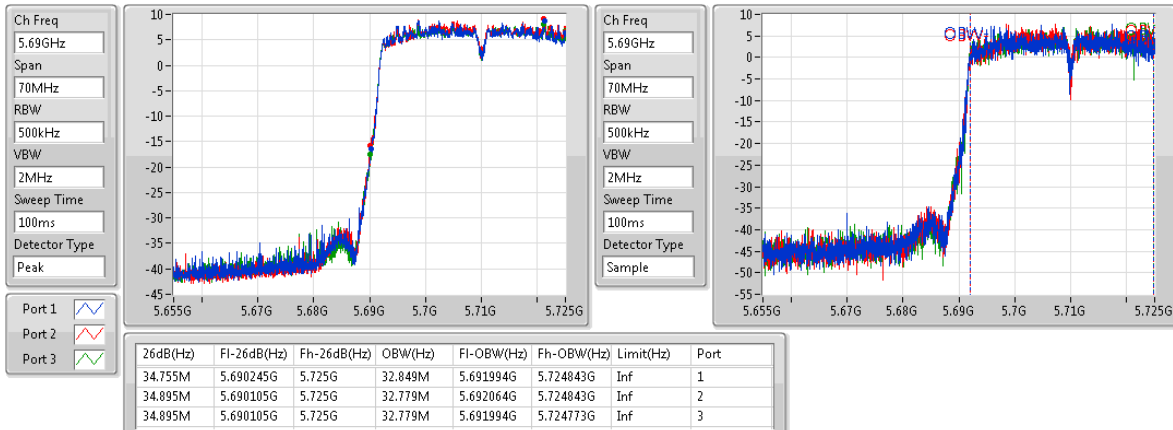 Ch Freq
5.69GHz
Span
70MHz
RBW
500kHz
VBW
2MHz
Sweep Time
100ms
Detector Type
Peak
Port 1
Port 2
Port 3
10
5
0
-5
-10
-15
-20
-25
-30
-35
-40
-45
5.655G 5.67G 5.68G 5.69G 5.7G 5.71G 5.725G
Ch Freq
5.69GHz
Span
70MHz
RBW
500kHz
VBW
2MHz
Sweep Time
100ms
Detector Type
Sample
10
5
0
-5
-10
-15
-20
-25
-30
-35
-40
-45
-50
-55
OBW
5.655G 5.67G 5.68G 5.69G 5.7G 5.71G 5.725G
26dB(Hz) Fl-26dB(Hz) Fh-26dB(Hz) OBW(Hz) Fl-OBW(Hz) Fh-OBW(Hz) Limit(Hz) Port
34.755M 5.690245G 5.725G 32.849M 5.691994G 5.724843G Inf 1
34.895M 5.690105G 5.725G 32.779M 5.692064G 5.724843G Inf 2
34.895M 5.690105G 5.725G 32.779M 5.691994G 5.724773G Inf 3